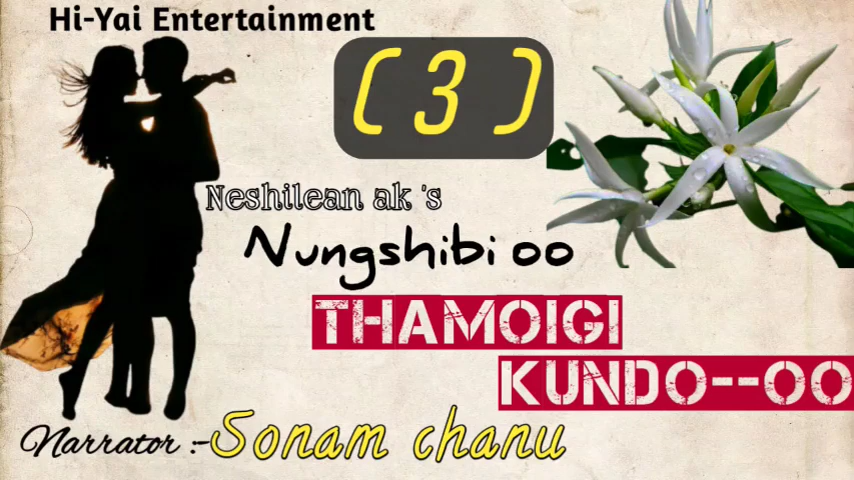 Hi-Yai Entertainment
( 3 )
Neshilean ak 's
Nungshibi oo
THAMOIGI
KUNDO--OO
Narrator :- Sonam chanu